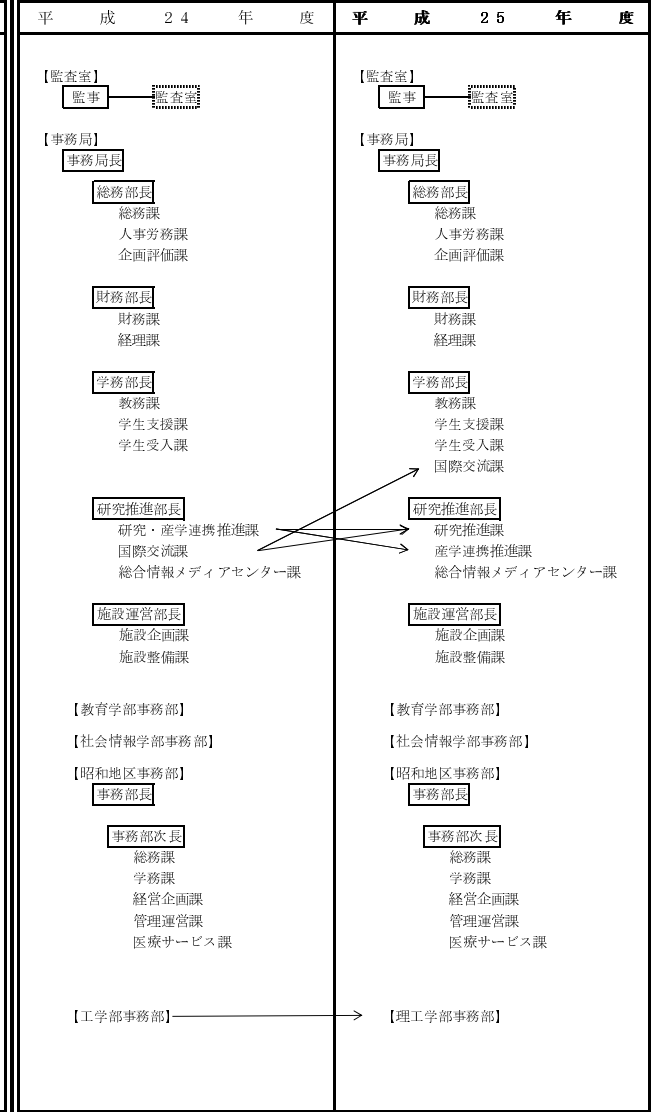 平成24年度
【監査室】
監事 監査室
【事務局】
事務局長
総務部長
総務課
人事労務課
企画評価課
財務部長
財務課
経理課
学務部長
教務課
学生支援課
学生受入課
研究推進部長
研究・産学連携推進課
国際交流課
総合情報メディアセンター課
施設運営部長
施設企画課
施設整備課
【教育学部事務部】
【社会情報学部事務部】
【昭和地区事務部】
事務部長
事務部次長
総務課
学務課
経営企画課
管理運営課
医療サービス課
【工学部事務部】
平成25年度
【監査室】
監事 監査室
【事務局】
事務局長
総務部長
総務課
人事労務課
企画評価課
財務部長
財務課
経理課
学務部長
教務課
学生支援課
学生受入課
国際交流課
研究推進部長
研究推進課
産学連携推進課
総合情報メディアセンター課
施設運営部長
施設企画課
施設整備課
【教育学部事務部】
【社会情報学部事務部】
【昭和地区事務部】
事務部長
事務部次長
総務課
学務課
経営企画課
管理運営課
医療サービス課
【理工学部事務部】